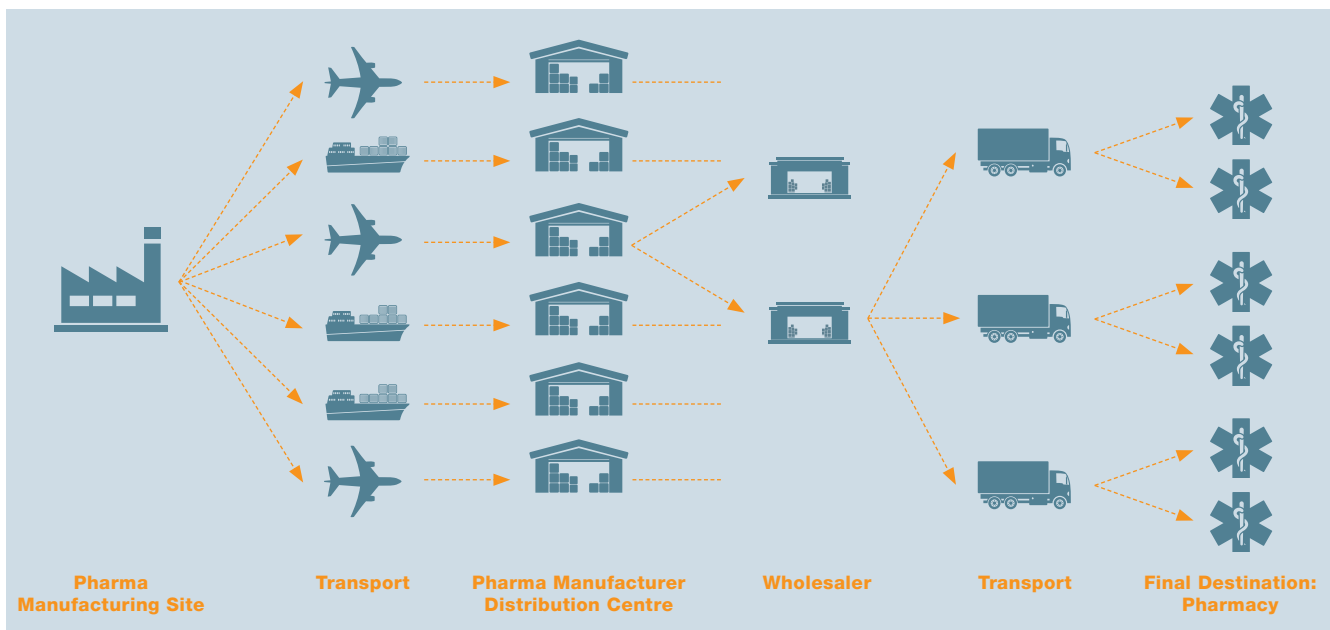 Pharma
Manufacturing Site
Transport
Pharma Manufacturer
Distribution Centre
Wholesaler
Transport
Final Destination:
Pharmacy